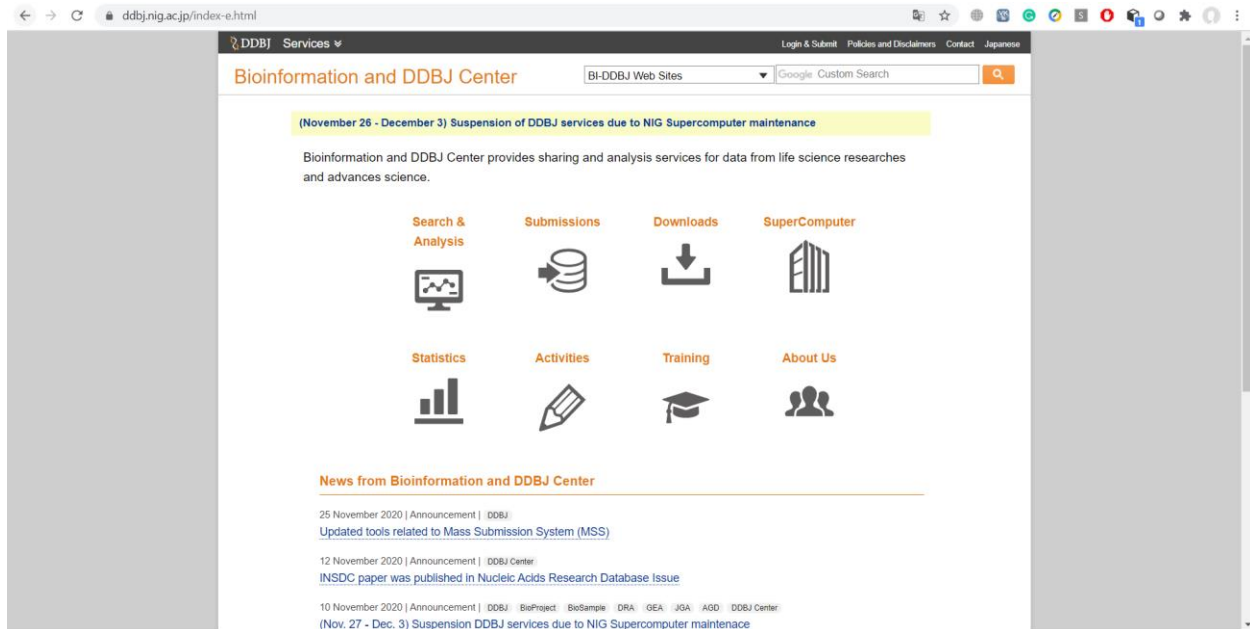 ddbj.nig.ac.jp/index-e.html
DDBJ Services Login & Submit Policies and Disclaimers Contact Japanese
Bioinformation and DDBJ Center BI-DDBJ Web Sites Google Custom Search
(November 26 - December 3) Suspension of DDBJ services due to NIG Supercomputer maintenance
Bioinformation and DDBJ Center provides sharing and analysis services for data from life science researches
and advances science.
Search & Submissions Downloads SuperComputer
Analysis
Statistics Activities Training About Us
News from Bioinformation and DDBJ Center
25 November 2020 | Announcement | DDBJ
Updated tools related to Mass Submission System (MSS)
12 November 2020 | Announcement | DDBJ Center
INSDC paper was published in Nucleic Acids Research Database Issue
10 November 2020 | Announcement | DDBJ BioProject BioSample DRA GEA JGA AGD DDBJ Center
(Nov. 27 - Dec. 3) Suspension DDBJ services due to NIG Supercomputer maintenace